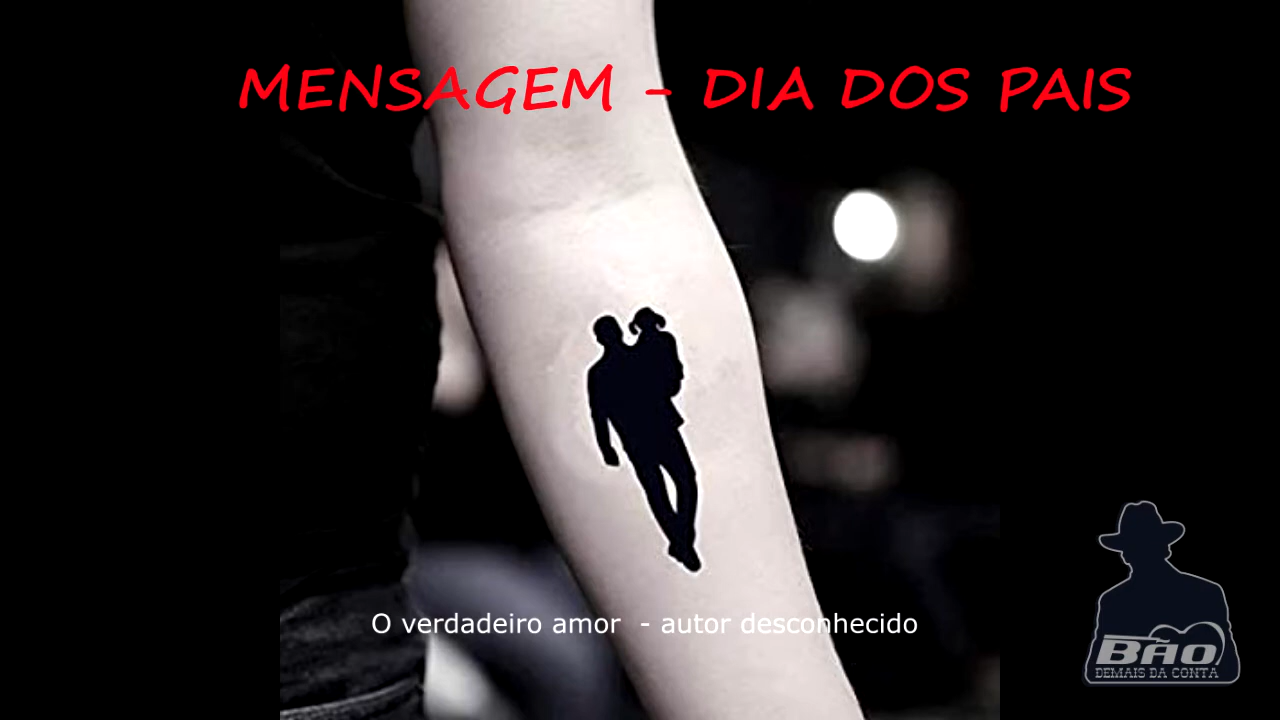 MENSAGEM - DIA DOS PAIS
O verdadeiro amor - autor desconhecido
BÃO
DEMAIS DA CONTA